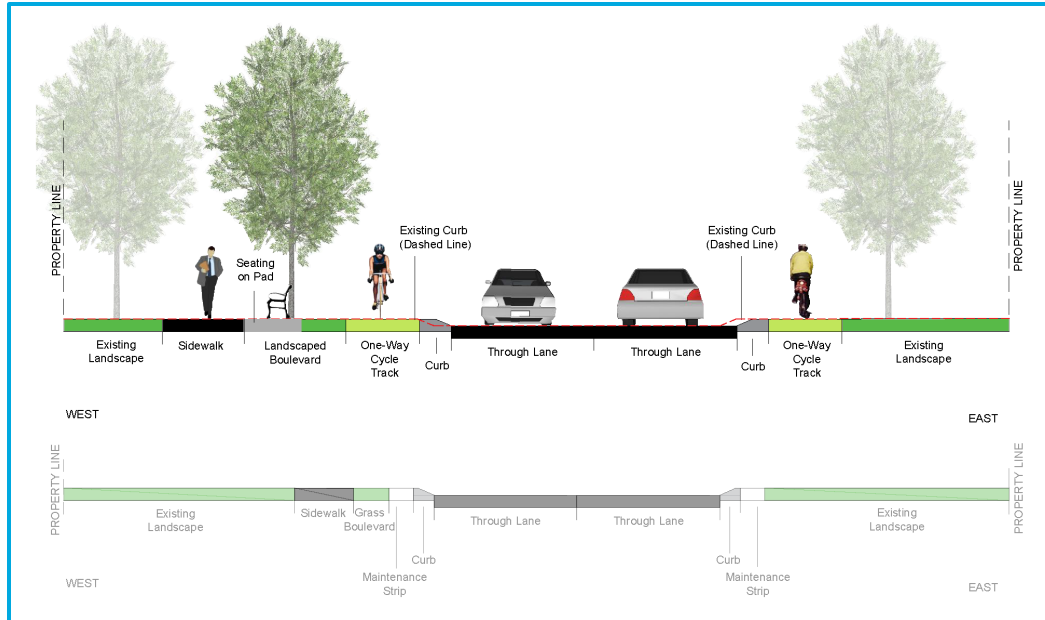 PROPERTY LINE
PROPERTY LINE
Existing Curb
(Dashed Line)
Existing Curb
(Dashed Line)
Seating
on Pad
Existing
Landscape
Sidewalk
Landscaped
Boulevard
One-Way
Cycle
Track
Curb
Through Lane
Through Lane
Curb
One-Way
Cycle
Track
Existing
Landscape
WEST
EAST
PROPERTY LINE
PROPERTY LINE
Existing
Landscape
Sidewalk
Grass
Boulevard
Maintenance
Strip
Curb
Through Lane
Through Lane
Curb
Maintenance
Strip
Existing
Landscape
WEST
EAST